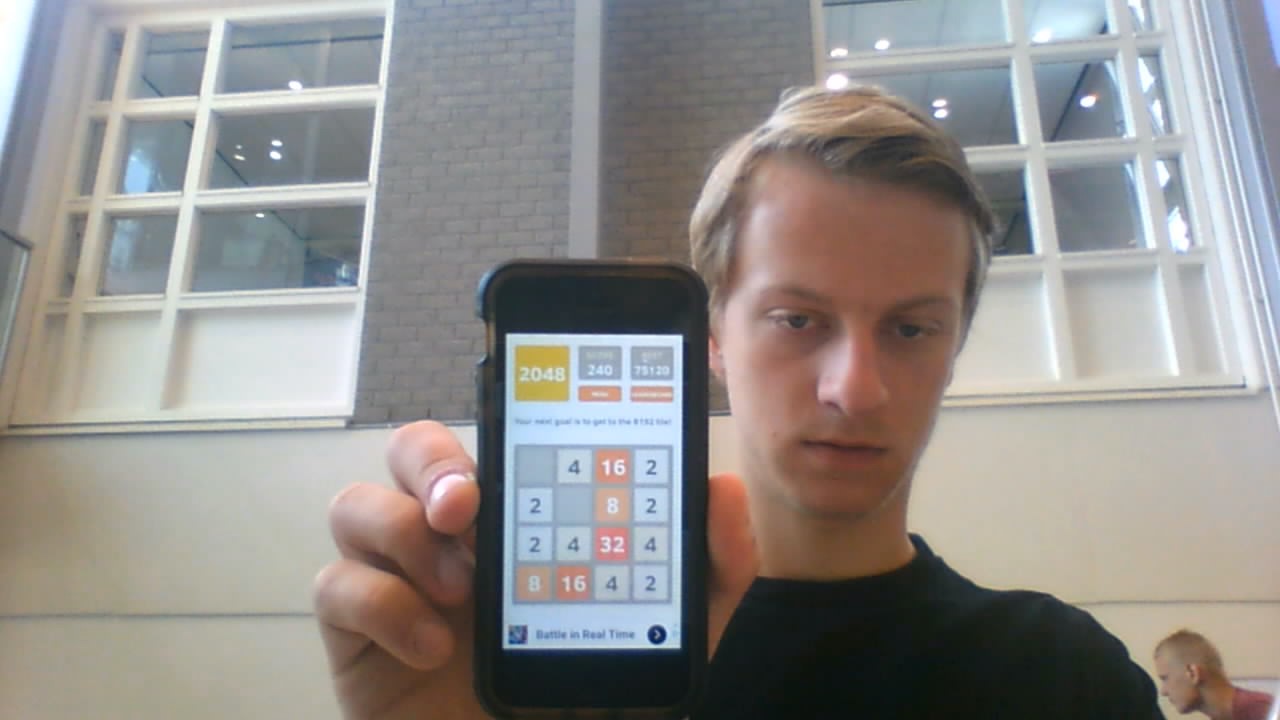 2048
SCORE
240
BEST
75120
MENU
Your next goal is to get to the 8192 tile!
4 16 2
2 8 2
2 4 32 4
8 16 4 2
Battle in Real Time